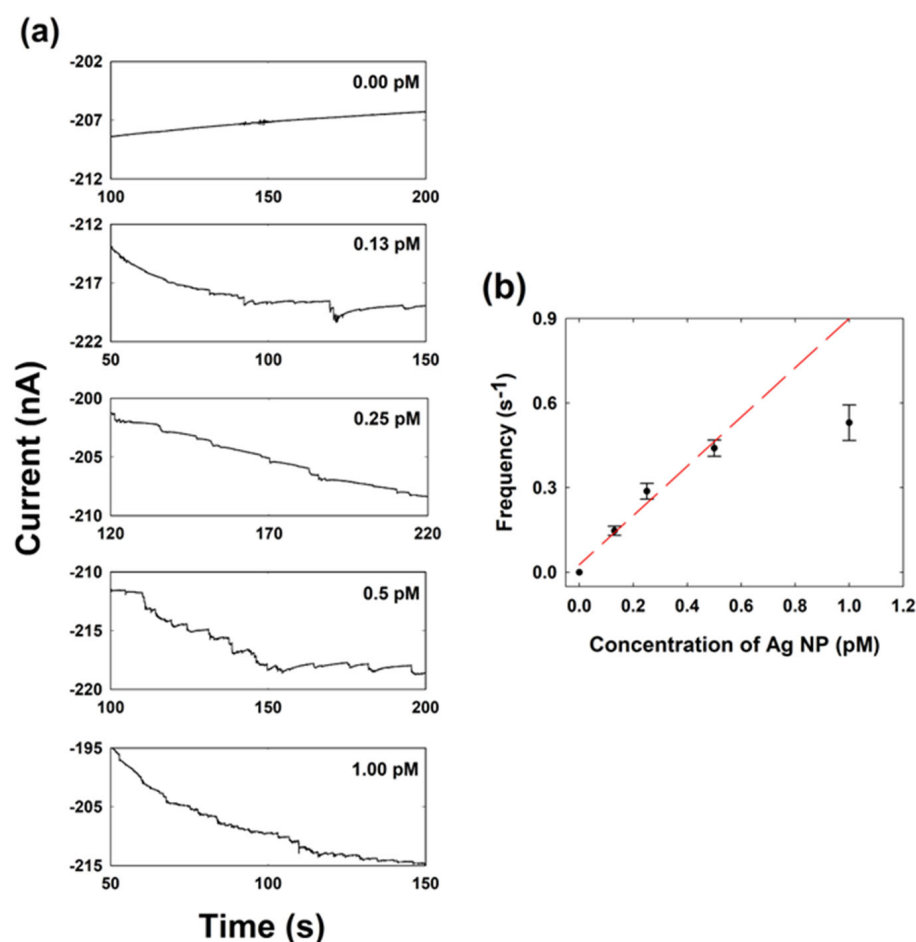 (a)
-202
0.00 pM
-207
-212
100 150 200
-212
0.13 pM
-217
-222
50 100 150
-200
0.25 pM
-205
-210
120 170 220
-210
0.5 pM
-215
-220
100 150 200
-195
1.00 pM
-205
-215
50 100 150
Current (nA)
Time (s)
(b)
0.9
0.6
0.3
0.0
Frequency (s⁻¹)
0.0 0.2 0.4 0.6 0.8 1.0 1.2
Concentration of Ag NP (pM)